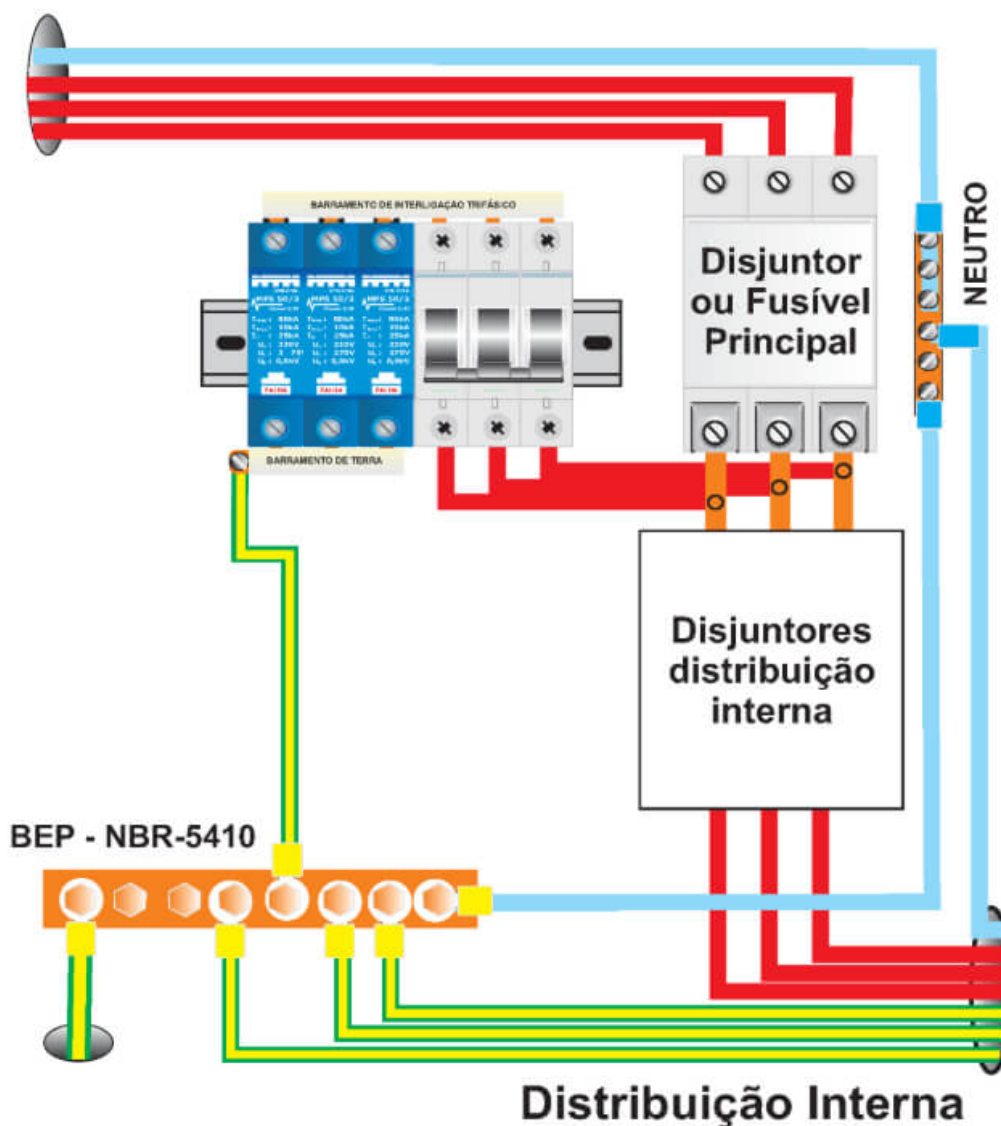 BARRAMENTO DE INTERLIGAÇÃO TRIFÁSICO
NEUTRO
Disjuntor
ou Fusível
Principal
BARRAMENTO DE TERRA
Disjuntores
distribuição
interna
BEP - NBR-5410
Distribuição Interna